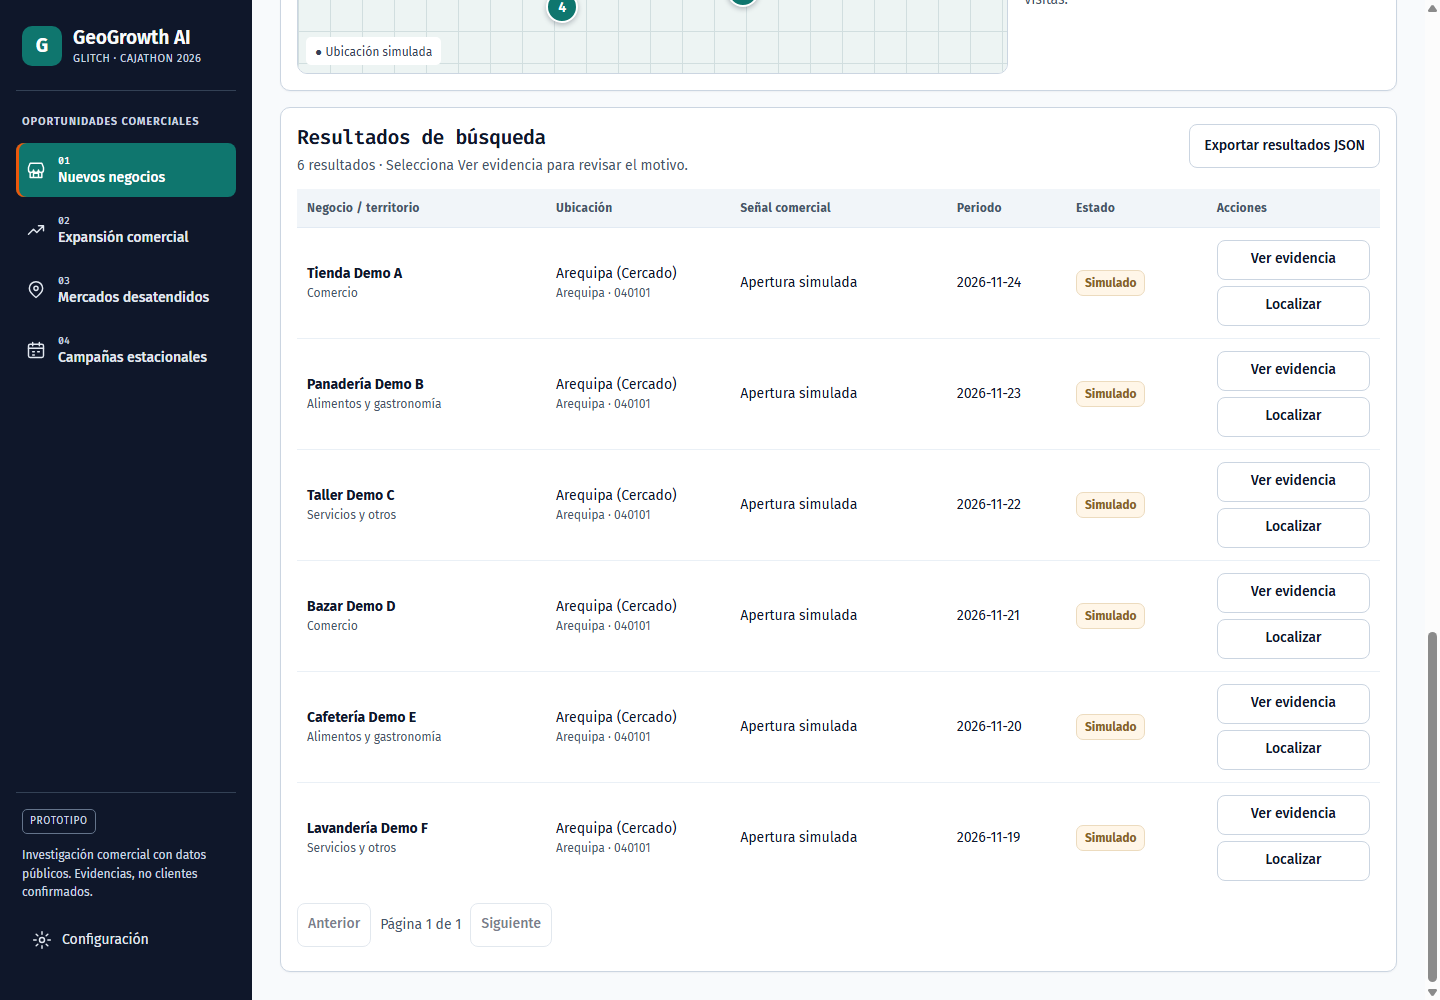 G
GeoGrowth AI
GLITCH · CAJATHON 2026
OPORTUNIDADES COMERCIALES
01
Nuevos negocios
02
Expansión comercial
03
Mercados desatendidos
04
Campañas estacionales
PROTOTIPO
Investigación comercial con datos
públicos. Evidencias, no clientes
confirmados.
Configuración
4
● Ubicación simulada
visitas.
Resultados de búsqueda
6 resultados · Selecciona Ver evidencia para revisar el motivo.
Exportar resultados JSON
Negocio / territorio Ubicación Señal comercial Periodo Estado Acciones
Tienda Demo A
Comercio
Arequipa (Cercado)
Arequipa · 040101
Apertura simulada
2026-11-24
Simulado
Ver evidencia
Localizar
Panadería Demo B
Alimentos y gastronomía
Arequipa (Cercado)
Arequipa · 040101
Apertura simulada
2026-11-23
Simulado
Ver evidencia
Localizar
Taller Demo C
Servicios y otros
Arequipa (Cercado)
Arequipa · 040101
Apertura simulada
2026-11-22
Simulado
Ver evidencia
Localizar
Bazar Demo D
Comercio
Arequipa (Cercado)
Arequipa · 040101
Apertura simulada
2026-11-21
Simulado
Ver evidencia
Localizar
Cafetería Demo E
Alimentos y gastronomía
Arequipa (Cercado)
Arequipa · 040101
Apertura simulada
2026-11-20
Simulado
Ver evidencia
Localizar
Lavandería Demo F
Servicios y otros
Arequipa (Cercado)
Arequipa · 040101
Apertura simulada
2026-11-19
Simulado
Ver evidencia
Localizar
Anterior Página 1 de 1 Siguiente